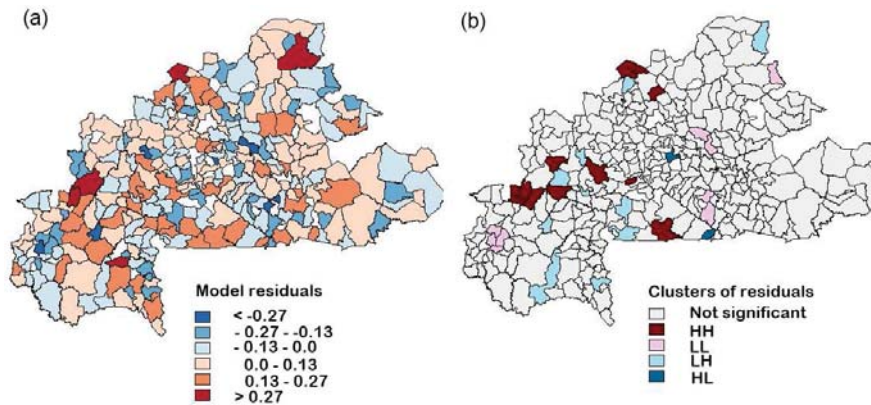 (a)
Model residuals
< -0.27
- 0.27 - -0.13
- 0.13 - 0.0
0.0 - 0.13
0.13 - 0.27
> 0.27
(b)
Clusters of residuals
Not significant
HH
LL
LH
HL